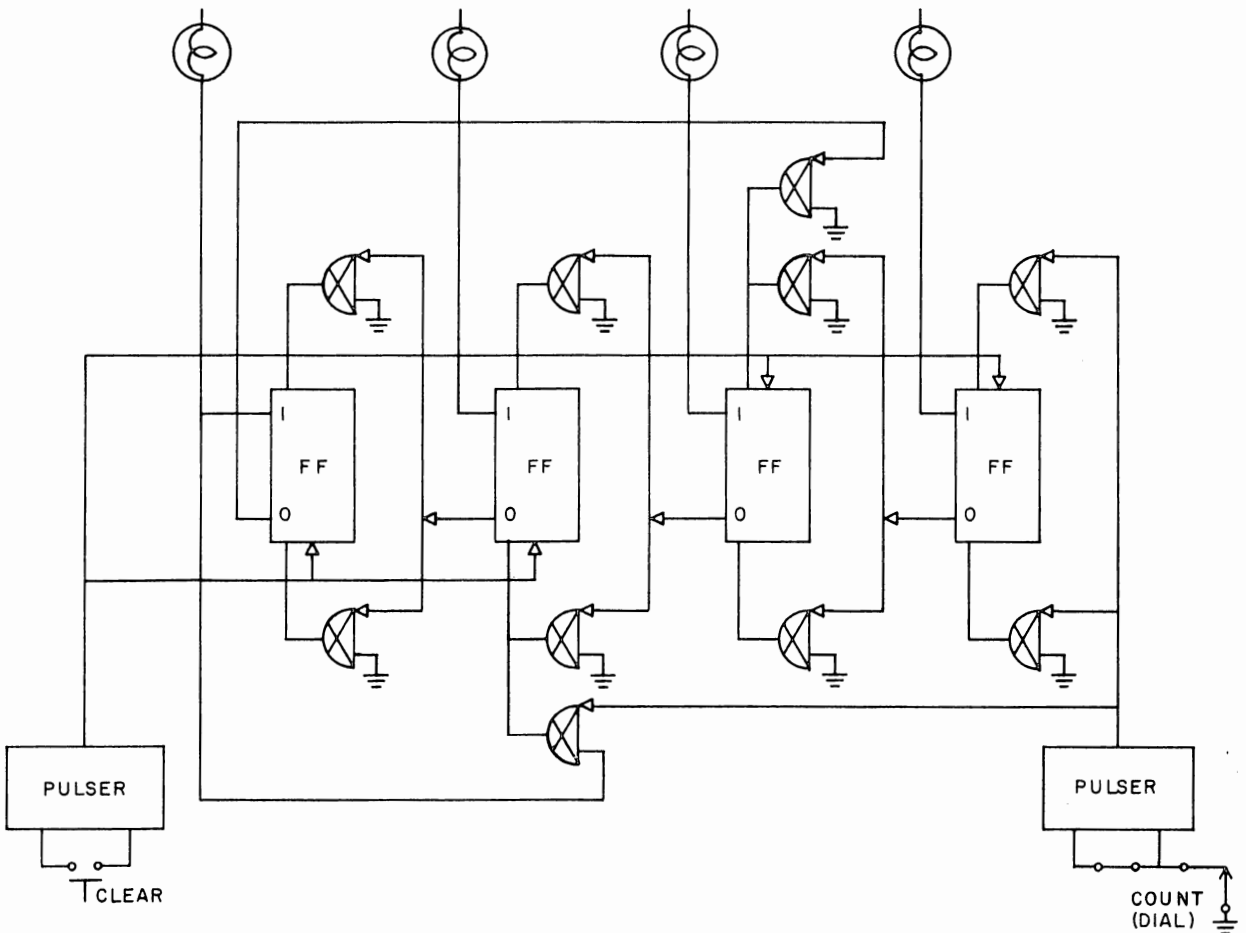 1 1 1 1
FF FF FF FF
0 0 0 0
PULSER PULSER
CLEAR
COUNT
(DIAL)